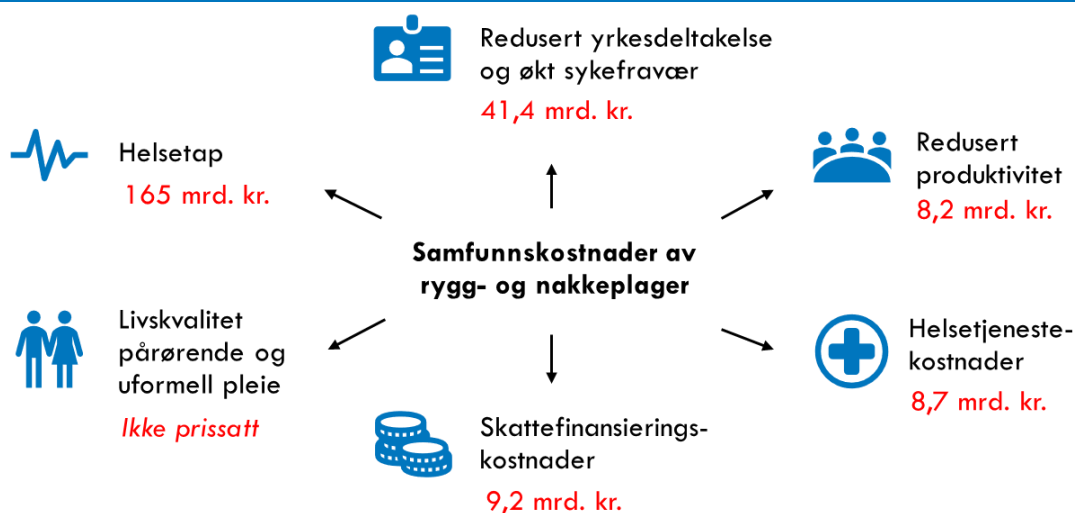 Redusert yrkesdeltakelse
og økt sykefravær
41,4 mrd. kr.
Helsetap
165 mrd. kr.
Redusert
produktivitet
8,2 mrd. kr.
Samfunnskostnader av
rygg- og nakkeplager
Livskvalitet
pårørende og
uformell pleie
Ikke prissatt
Helsetjeneste-
kostnader
8,7 mrd. kr.
Skattefinansierings-
kostnader
9,2 mrd. kr.